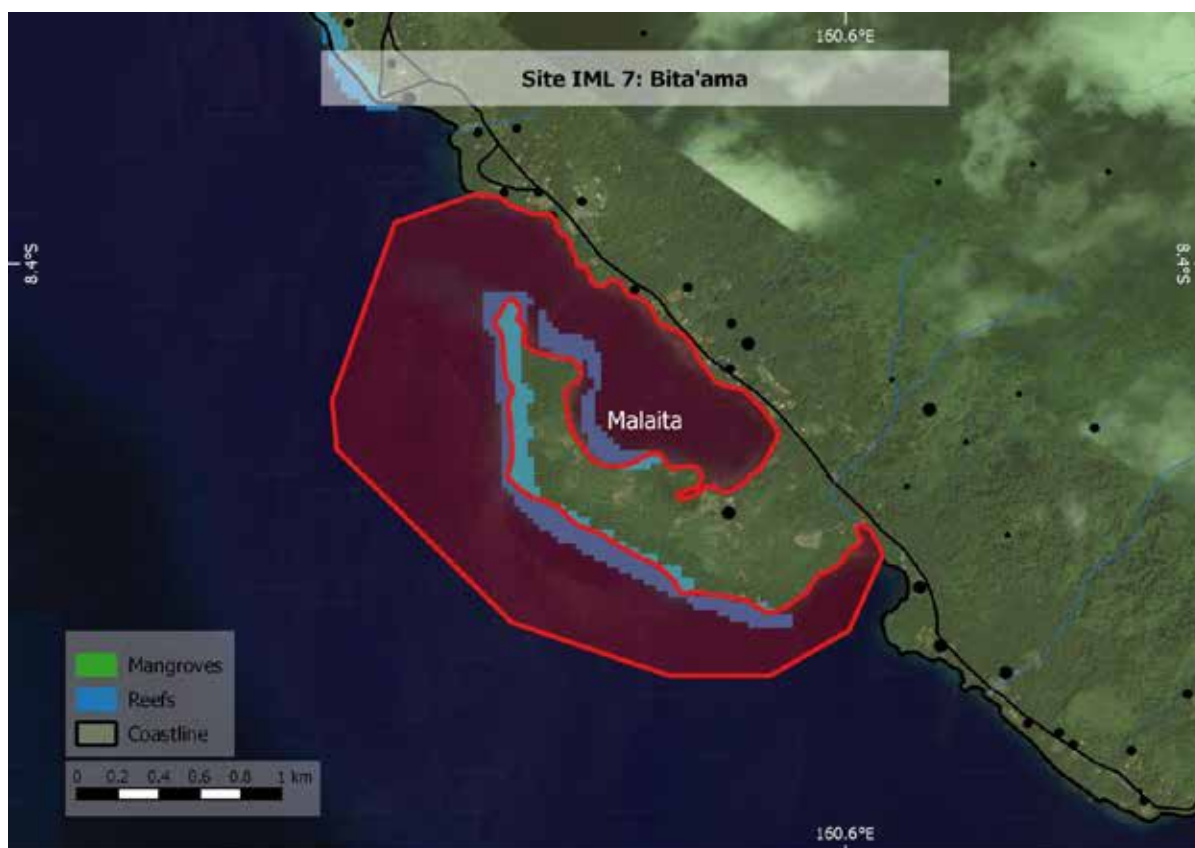 160.6°E
Site IML 7: Bita'ama
8.4°S
8.4°S
Malaita
Mangroves
Reefs
Coastline
0 0.2 0.4 0.6 0.8 1 km
160.6°E